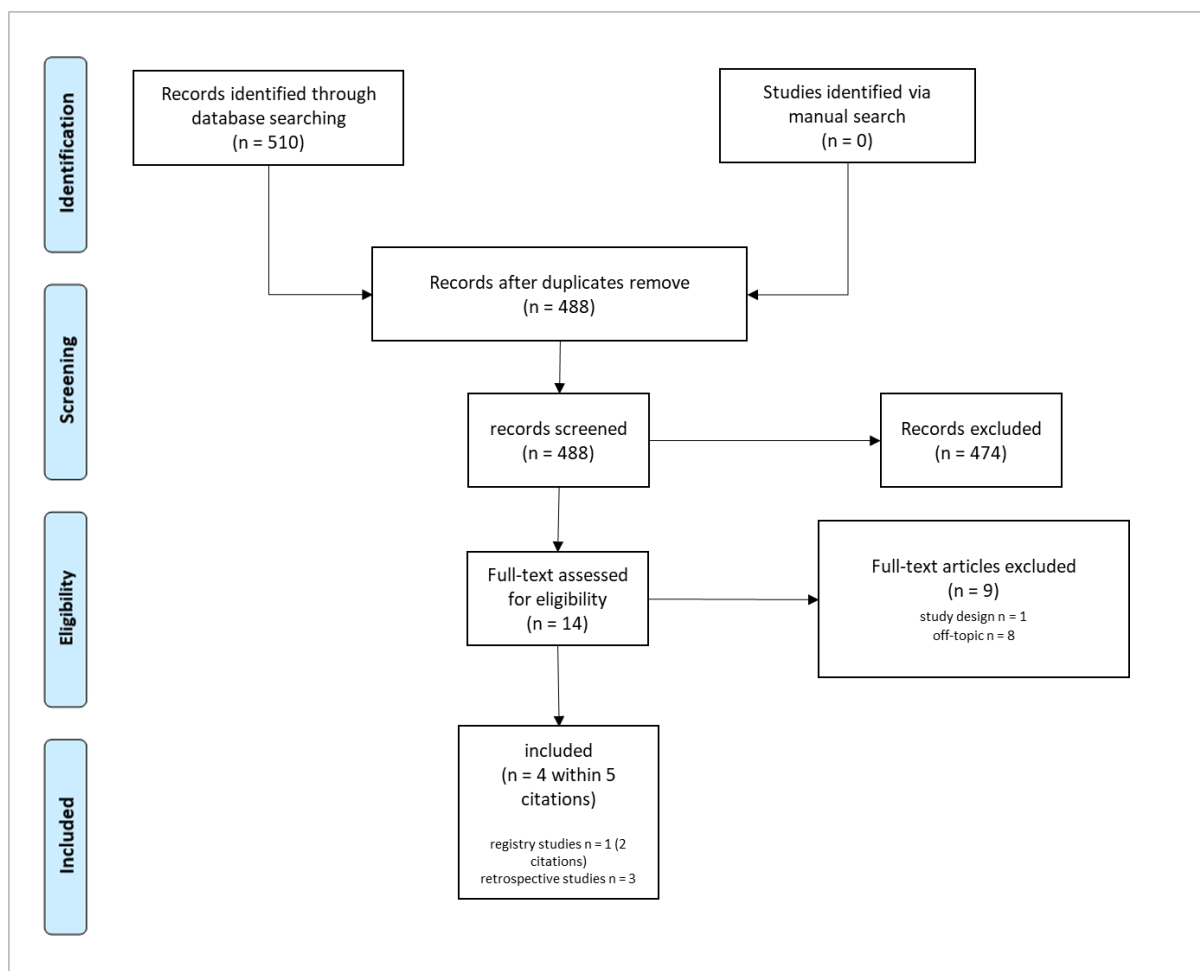 Identification
Records identified through
database searching
(n = 510)
Studies identified via
manual search
(n = 0)
Records after duplicates remove
(n = 488)
Screening
records screened
(n = 488)
Records excluded
(n = 474)
Eligibility
Full-text assessed
for eligibility
(n = 14)
Full-text articles excluded
(n = 9)
study design n = 1
off-topic n = 8
Included
included
(n = 4 within 5
citations)
registry studies n = 1 (2
citations)
retrospective studies n = 3